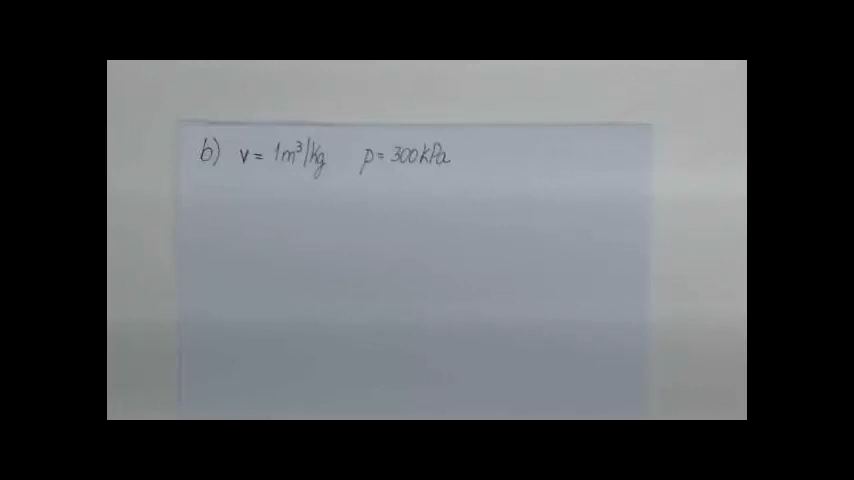 b) v = 1m³/kg p = 300kPa